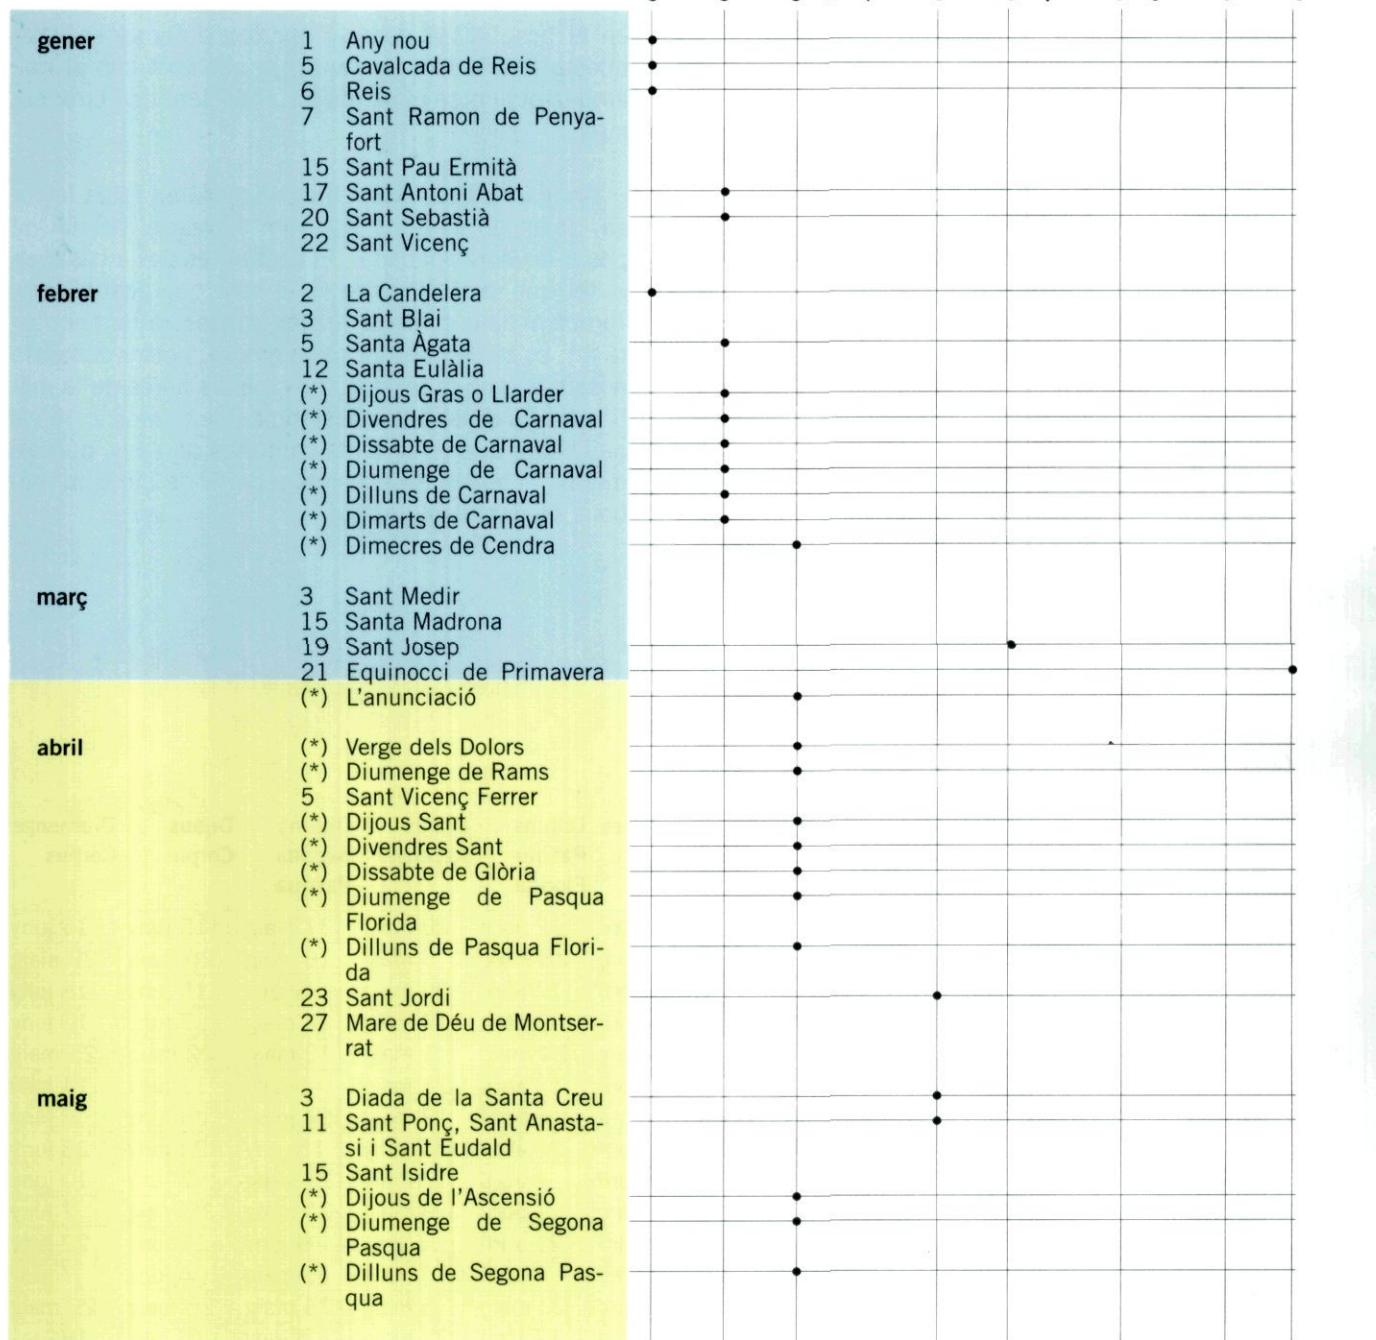 gener 1 Any nou
5 Cavalcada de Reis
6 Reis
7 Sant Ramon de Penya-
fort
15 Sant Pau Ermità
17 Sant Antoni Abat
20 Sant Sebastià
22 Sant Vicenç
febrer 2 La Candelera
3 Sant Blai
5 Santa Àgata
12 Santa Eulàlia
(*) Dijous Gras o Llarder
(*) Divendres de Carnaval
(*) Dissabte de Carnaval
(*) Diumenge de Carnaval
(*) Dilluns de Carnaval
(*) Dimarts de Carnaval
(*) Dimecres de Cendra
març 3 Sant Medir
15 Santa Madrona
19 Sant Josep
21 Equinocci de Primavera
(*) L'anunciació
abril (*) Verge dels Dolors
(*) Diumenge de Rams
5 Sant Vicenç Ferrer
(*) Dijous Sant
(*) Divendres Sant
(*) Dissabte de Glòria
(*) Diumenge de Pasqua
Florida
(*) Dilluns de Pasqua Flori-
da
23 Sant Jordi
27 Mare de Déu de Montser-
rat
maig 3 Diada de la Santa Creu
11 Sant Ponç, Sant Anasta-
si i Sant Eudald
15 Sant Isidre
(*) Dijous de l'Ascensió
(*) Diumenge de Segona
Pasqua
(*) Dilluns de Segona Pas-
qua